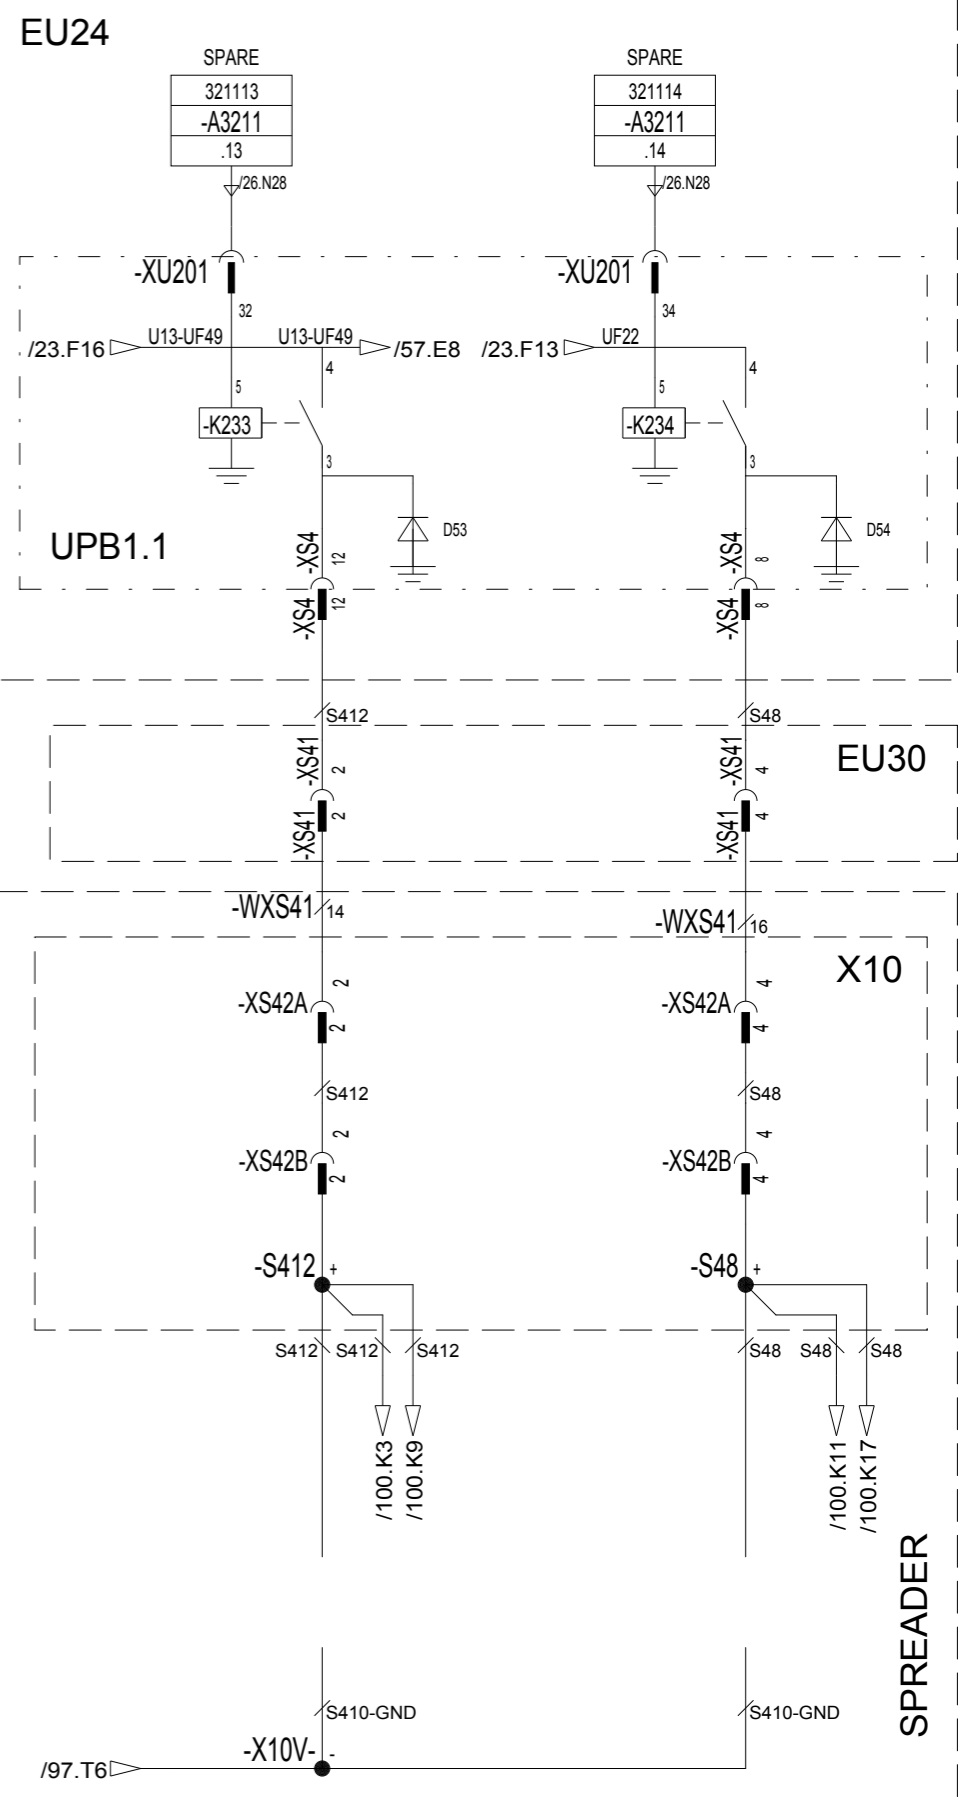 EU24
SPARE SPARE
321113 321114
-A3211 -A3211
.13 .14
/26.N28 /26.N28
-XU201 -XU201
32 34
/23.F16 U13-UF49 U13-UF49 /57.E8 /23.F13 UF22
4 4
5 5
-K233 -K234
3 3
D53 D54
UPB1.1
-XS4 12 -XS4 8
-XS4 12 -XS4 8
S412 S48
EU30
-XS41 2 -XS41 4
-XS41 2 -XS41 4
-WXS41 14 -WXS41 16
X10
2 4
-XS42A -XS42A
2 4
S412 S48
2 4
-XS42B -XS42B
2 4
-S412 + -S48 +
S412 S412 S412 S48 S48 S48
/100.K3 /100.K9 /100.K11 /100.K17
SPREADER
S410-GND S410-GND
-X10V- -
/97.T6